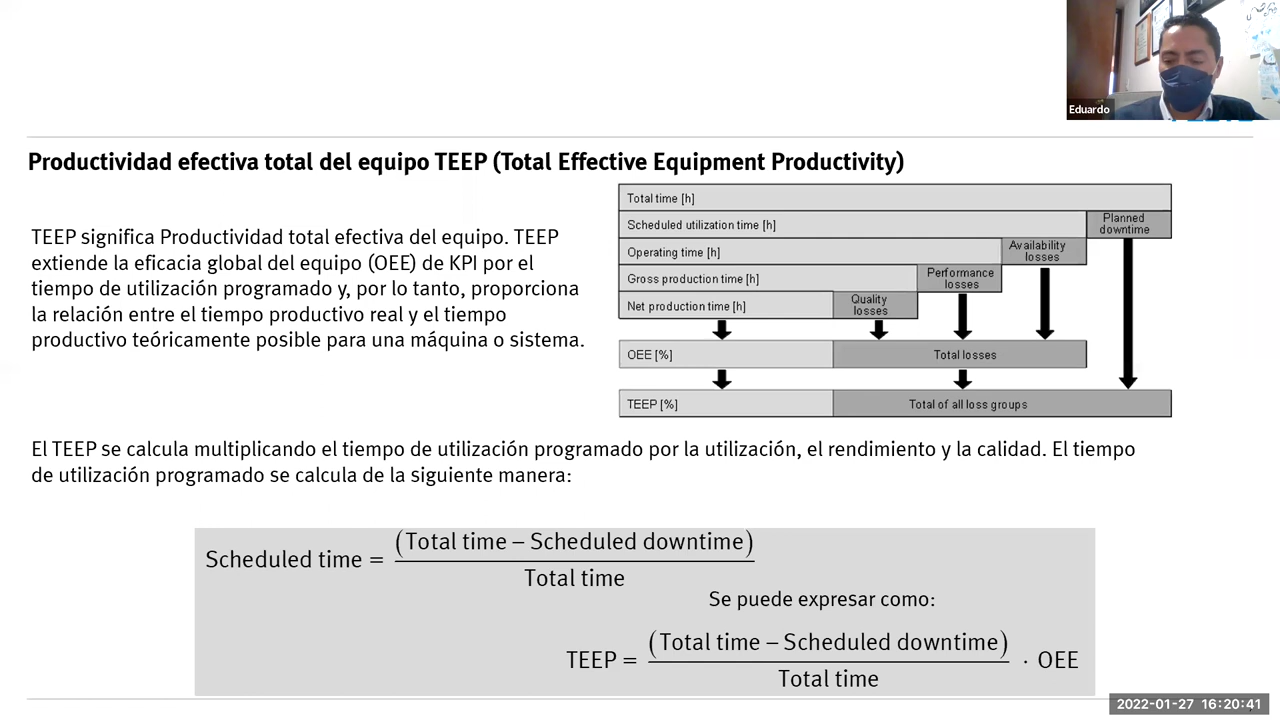 Eduardo
Productividad efectiva total del equipo TEEP (Total Effective Equipment Productivity)
TEEP significa Productividad total efectiva del equipo. TEEP
extiende la eficacia global del equipo (OEE) de KPI por el
tiempo de utilización programado y, por lo tanto, proporciona
la relación entre el tiempo productivo real y el tiempo
productivo teóricamente posible para una máquina o sistema.
Total time [h]
Scheduled utilization time [h]
Planned
downtime
Operating time [h]
Availability
losses
Gross production time [h]
Performance
losses
Net production time [h]
Quality
losses
OEE [%]
Total losses
TEEP [%]
Total of all loss groups
El TEEP se calcula multiplicando el tiempo de utilización programado por la utilización, el rendimiento y la calidad. El tiempo
de utilización programado se calcula de la siguiente manera:
Scheduled time = (Total time – Scheduled downtime)
Total time
Se puede expresar como:
TEEP = (Total time – Scheduled downtime) · OEE
Total time
2022-01-27 16:20:41